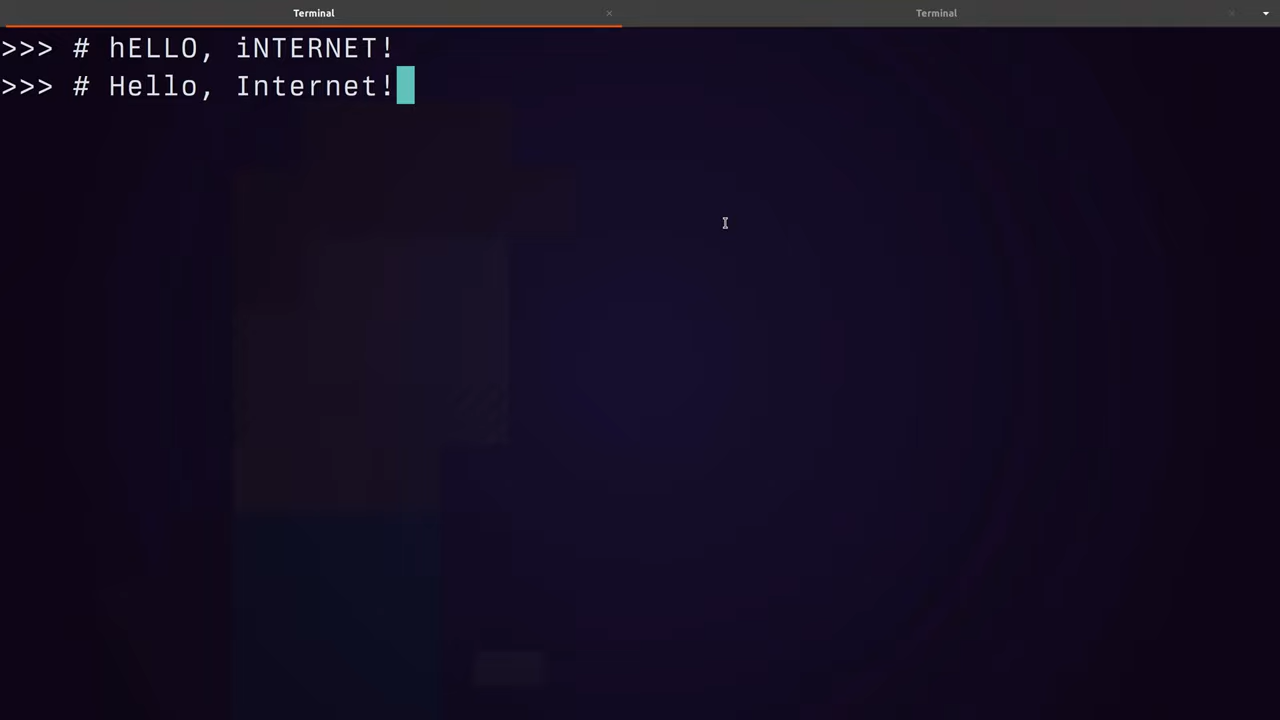 Terminal
Terminal
>>> # hELLO, iNTERNET!
>>> # Hello, Internet!